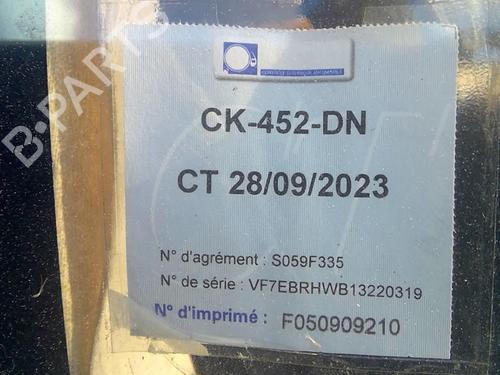 B-PARTS
CK-452-DN
CT 28/09/2023
N° d'agrément : S059F335
N° de série : VF7EBRHWB13220319
N° d'imprimé : F050909210